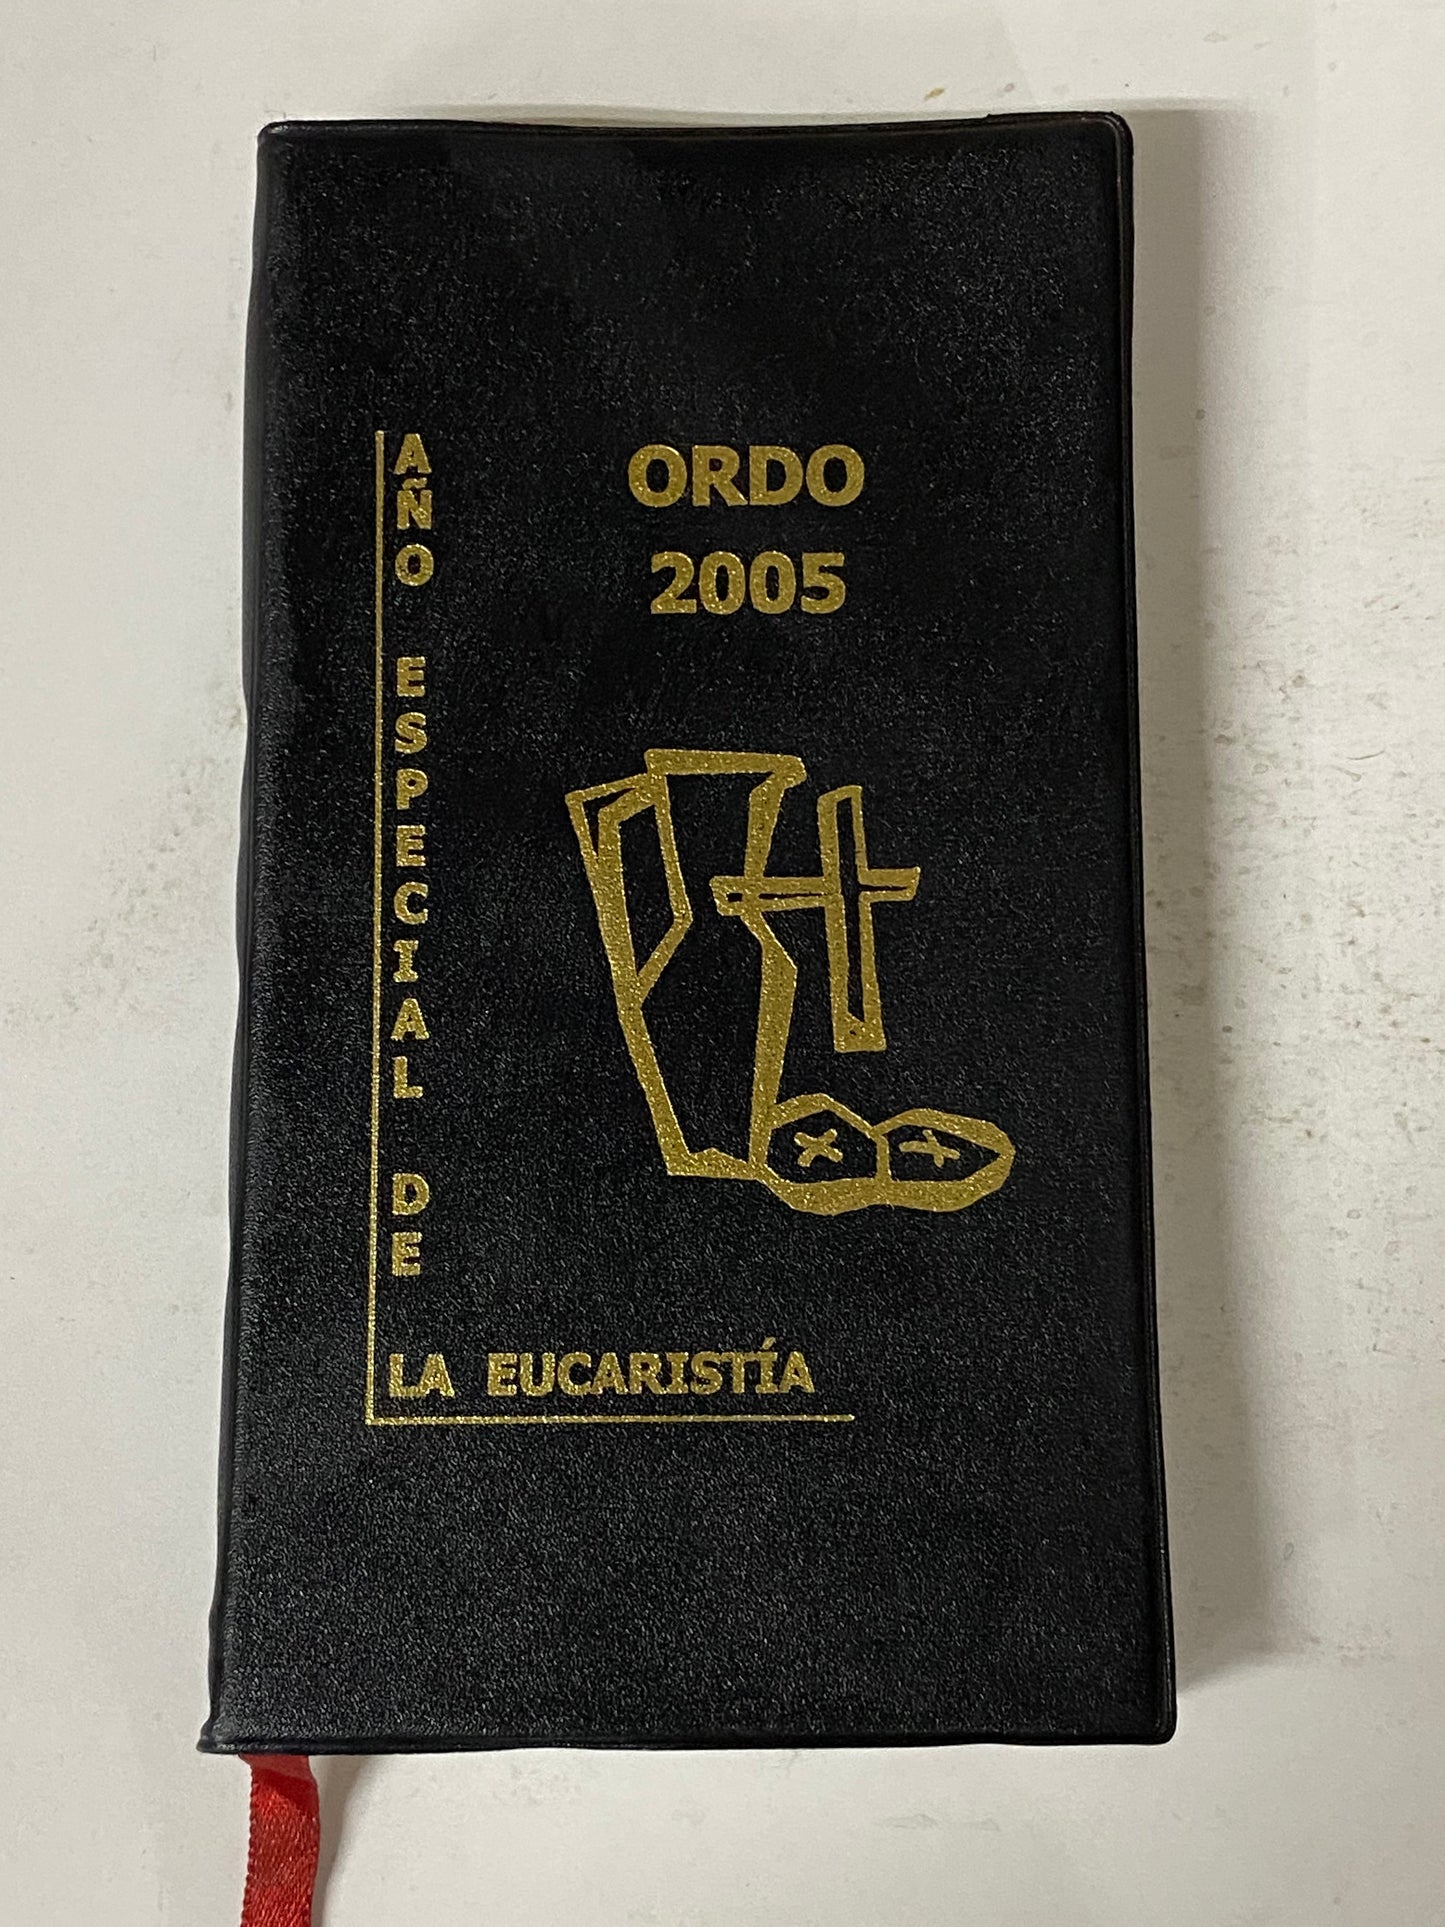 ORDO
2005
AÑO ESPECIAL DE
LA EUCARISTÍA